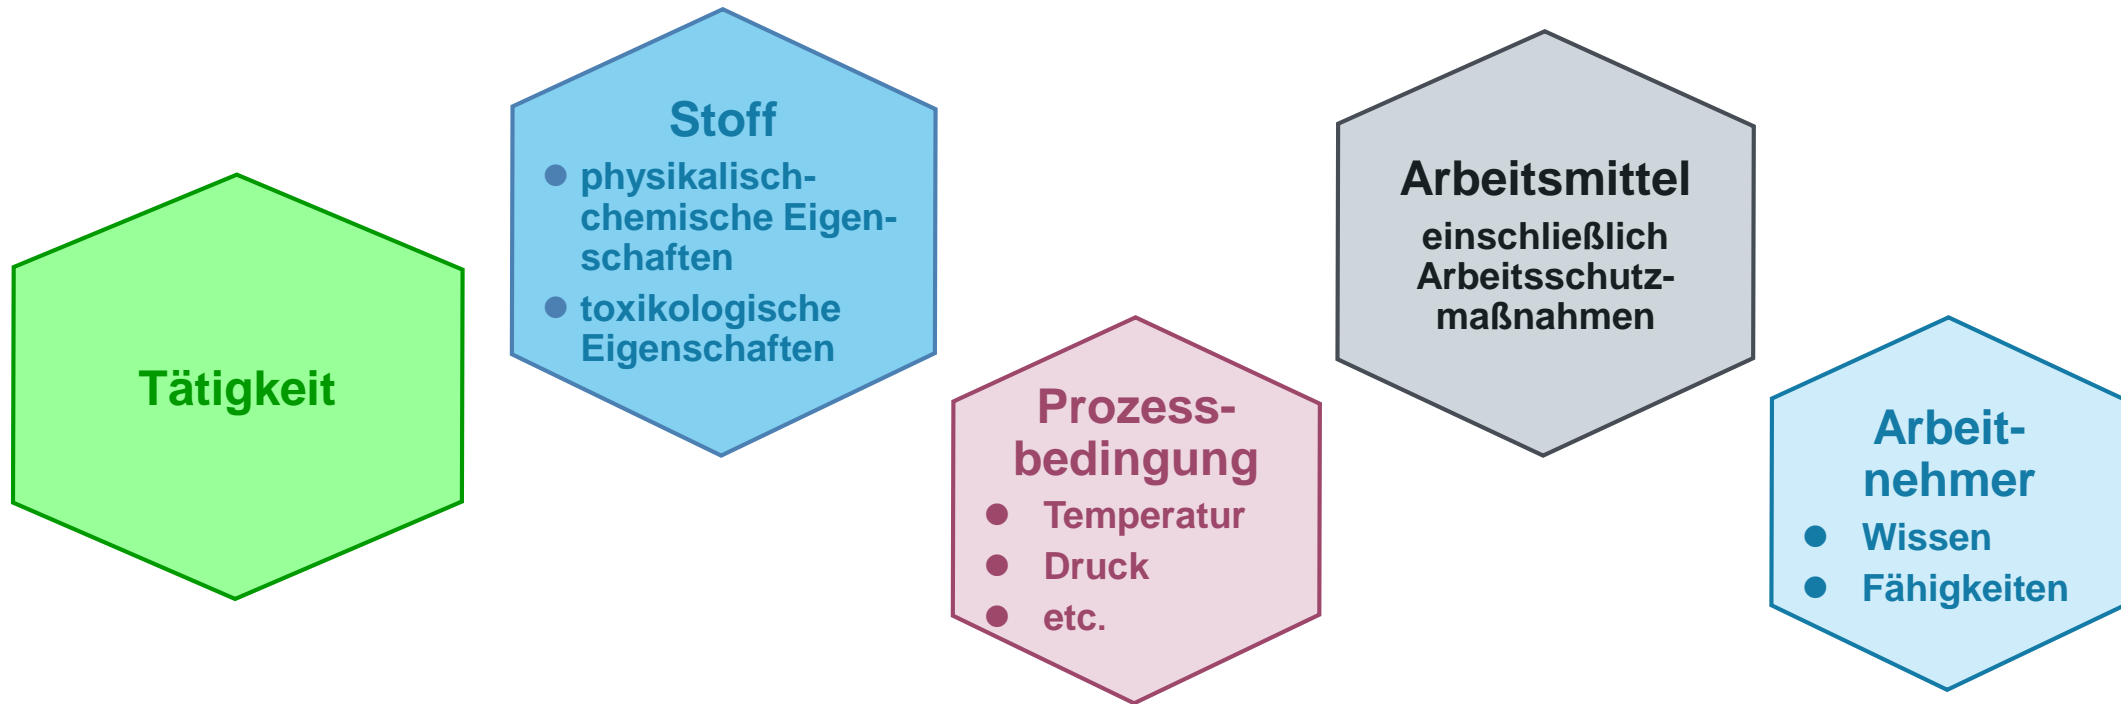 Tätigkeit
Stoff
● physikalisch-
chemische Eigen-
schaften
● toxikologische
Eigenschaften
Prozess-
bedingung
● Temperatur
● Druck
● etc.
Arbeitsmittel
einschließlich
Arbeitsschutz-
maßnahmen
Arbeit-
nehmer
● Wissen
● Fähigkeiten